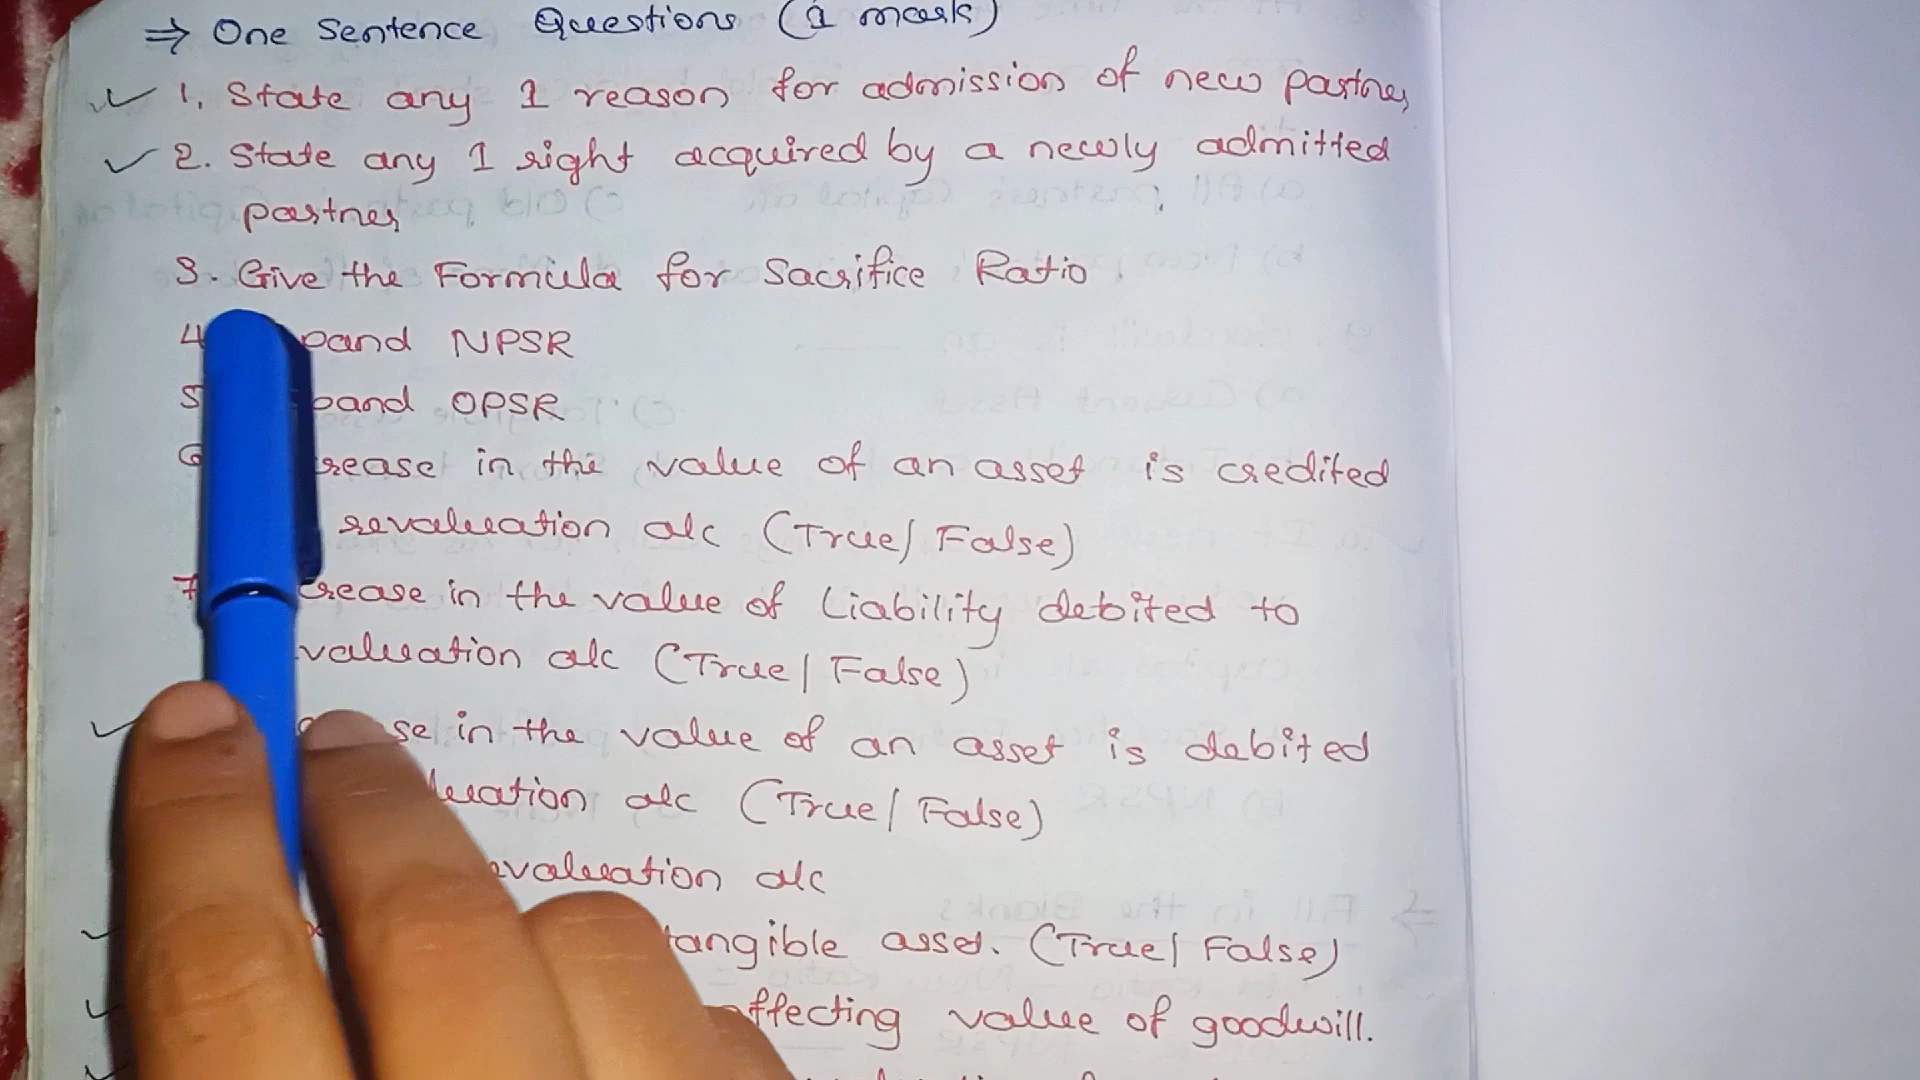 ⇒ One Sentence Questions (1 mark)
1. State any 1 reason for admission of new partner
2. State any 1 right acquired by a newly admitted
partner
3. Give the Formula for Sacrifice Ratio
4 pand NPSR
5 pand OPSR
6 rease in the value of an asset is credited
revaluation a/c (True/False)
7 crease in the value of Liability debited to
valuation a/c (True/False)
se in the value of an asset is debited
luation a/c (True/False)
evaluation a/c
tangible asset. (True/False)
affecting value of goodwill.